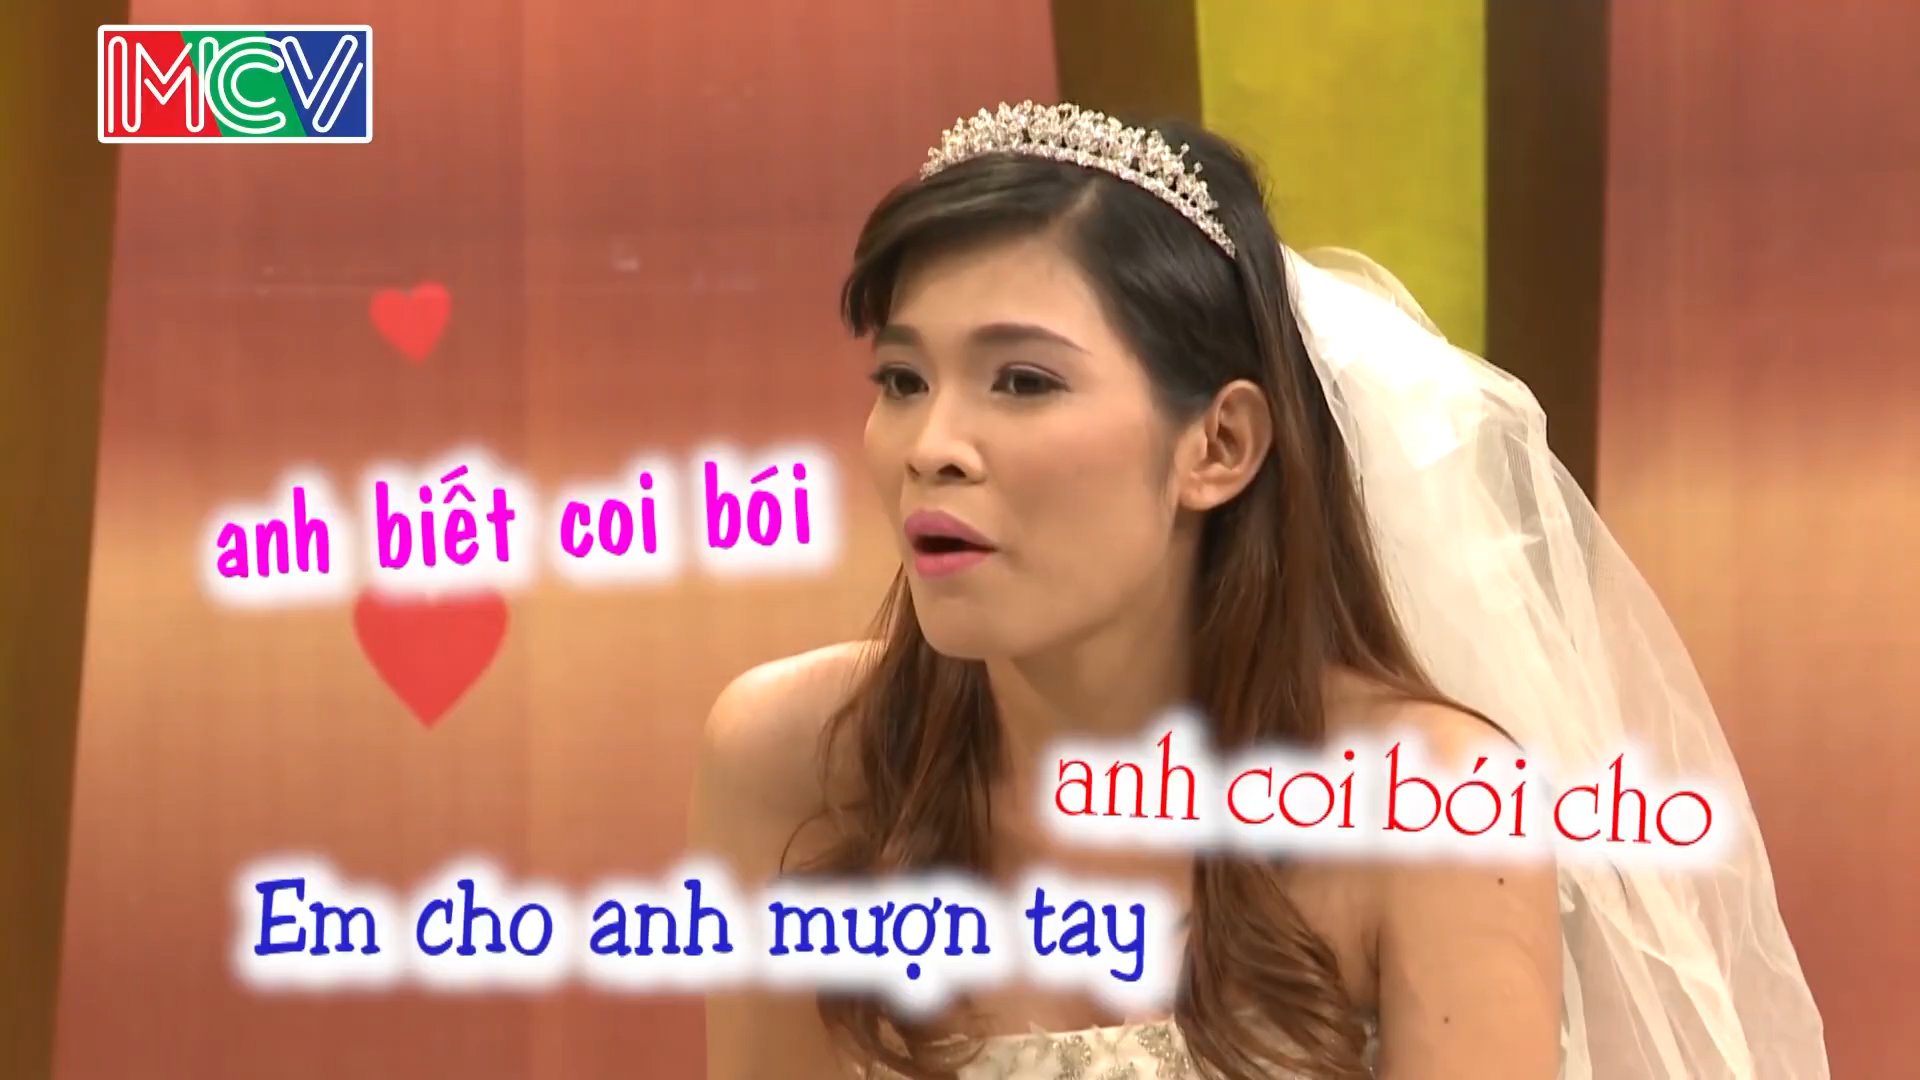 MCV
anh biết coi bói
anh coi bói cho
Em cho anh mượn tay